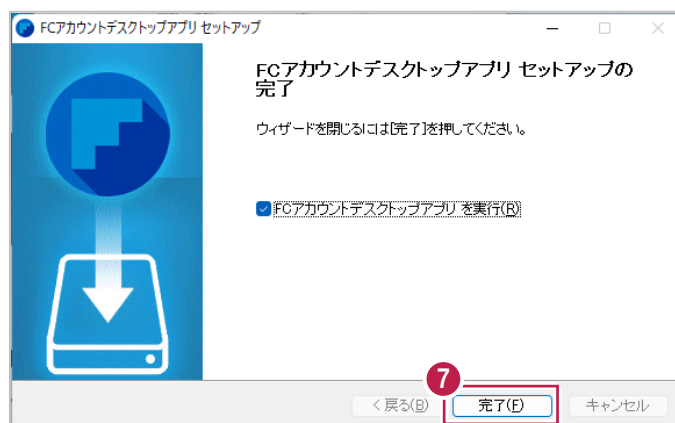 FCアカウントデスクトップアプリ セットアップ
FCアカウントデスクトップアプリ セットアップの
完了
ウィザードを閉じるには[完了]を押してください。
FCアカウントデスクトップアプリ を実行(R)
7
< 戻る(B)
完了(F)
キャンセル